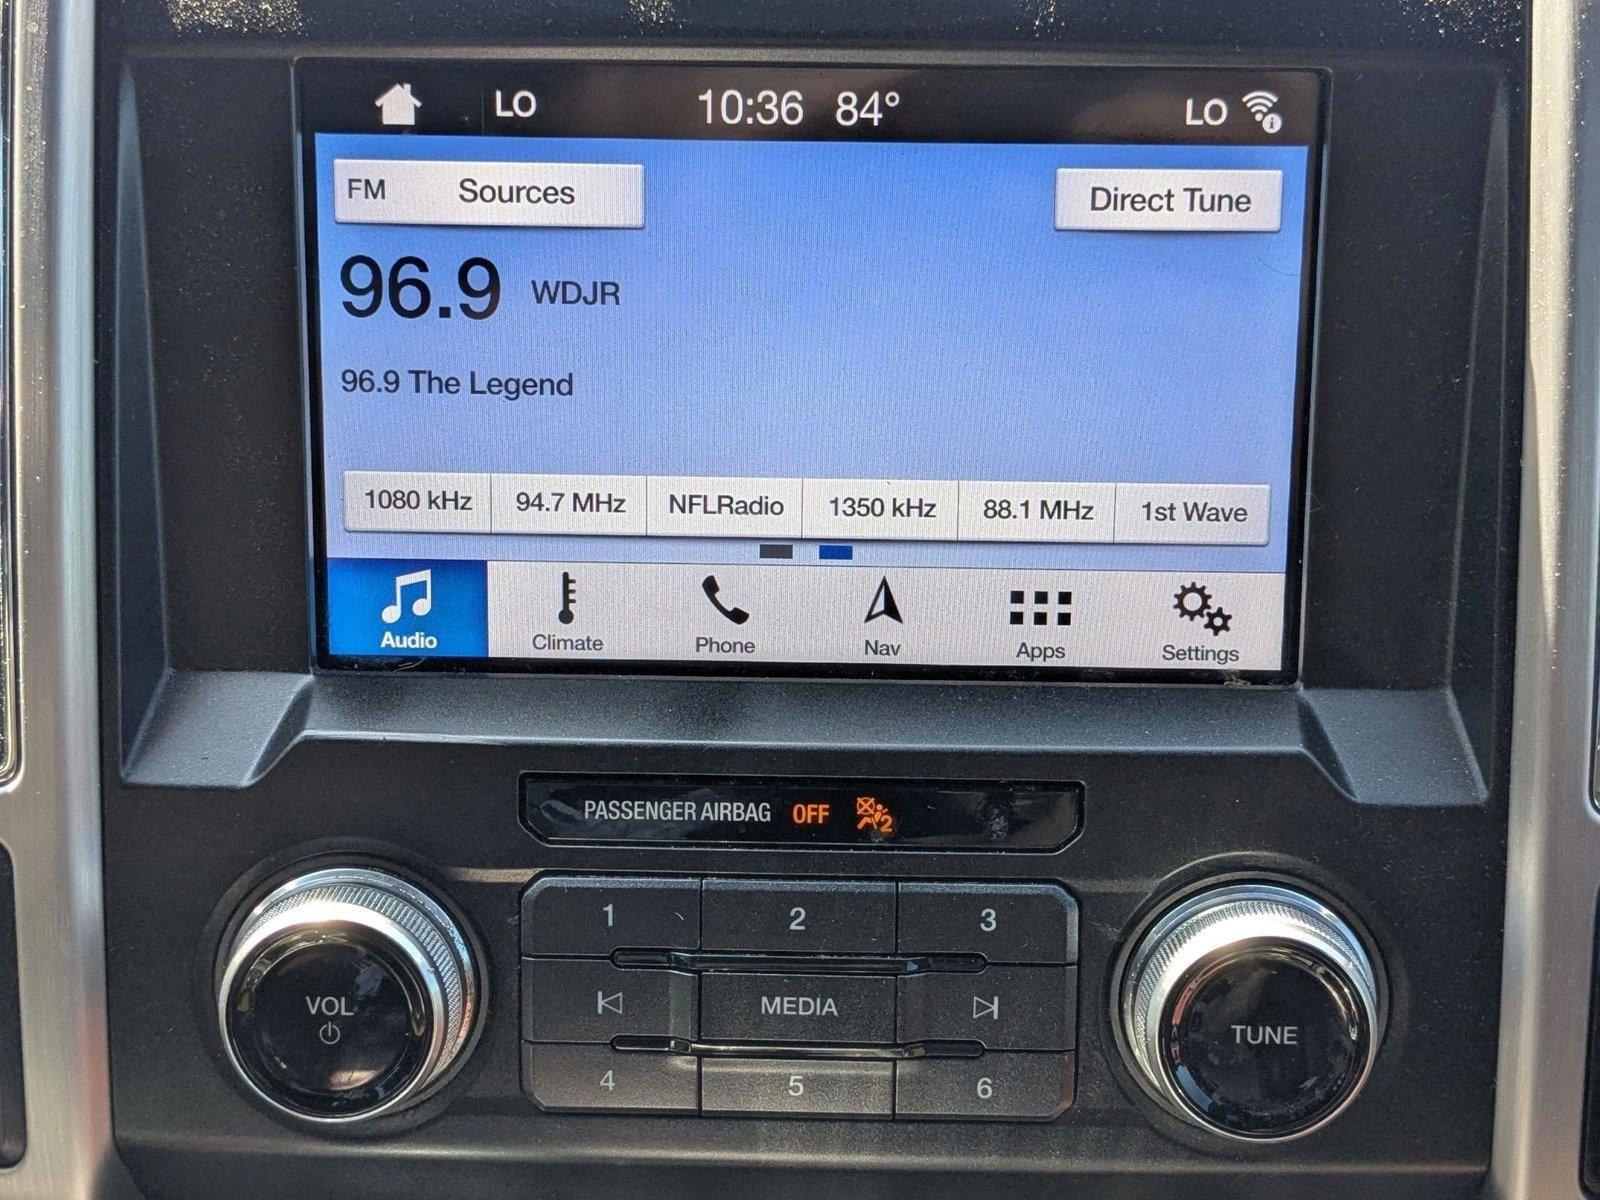 LO 10:36 84° LO
FM Sources Direct Tune
96.9 WDJR
96.9 The Legend
1080 kHz 94.7 MHz NFLRadio 1350 kHz 88.1 MHz 1st Wave
Audio Climate Phone Nav Apps Settings
PASSENGER AIRBAG OFF 2
1 2 3
VOL MEDIA TUNE
4 5 6